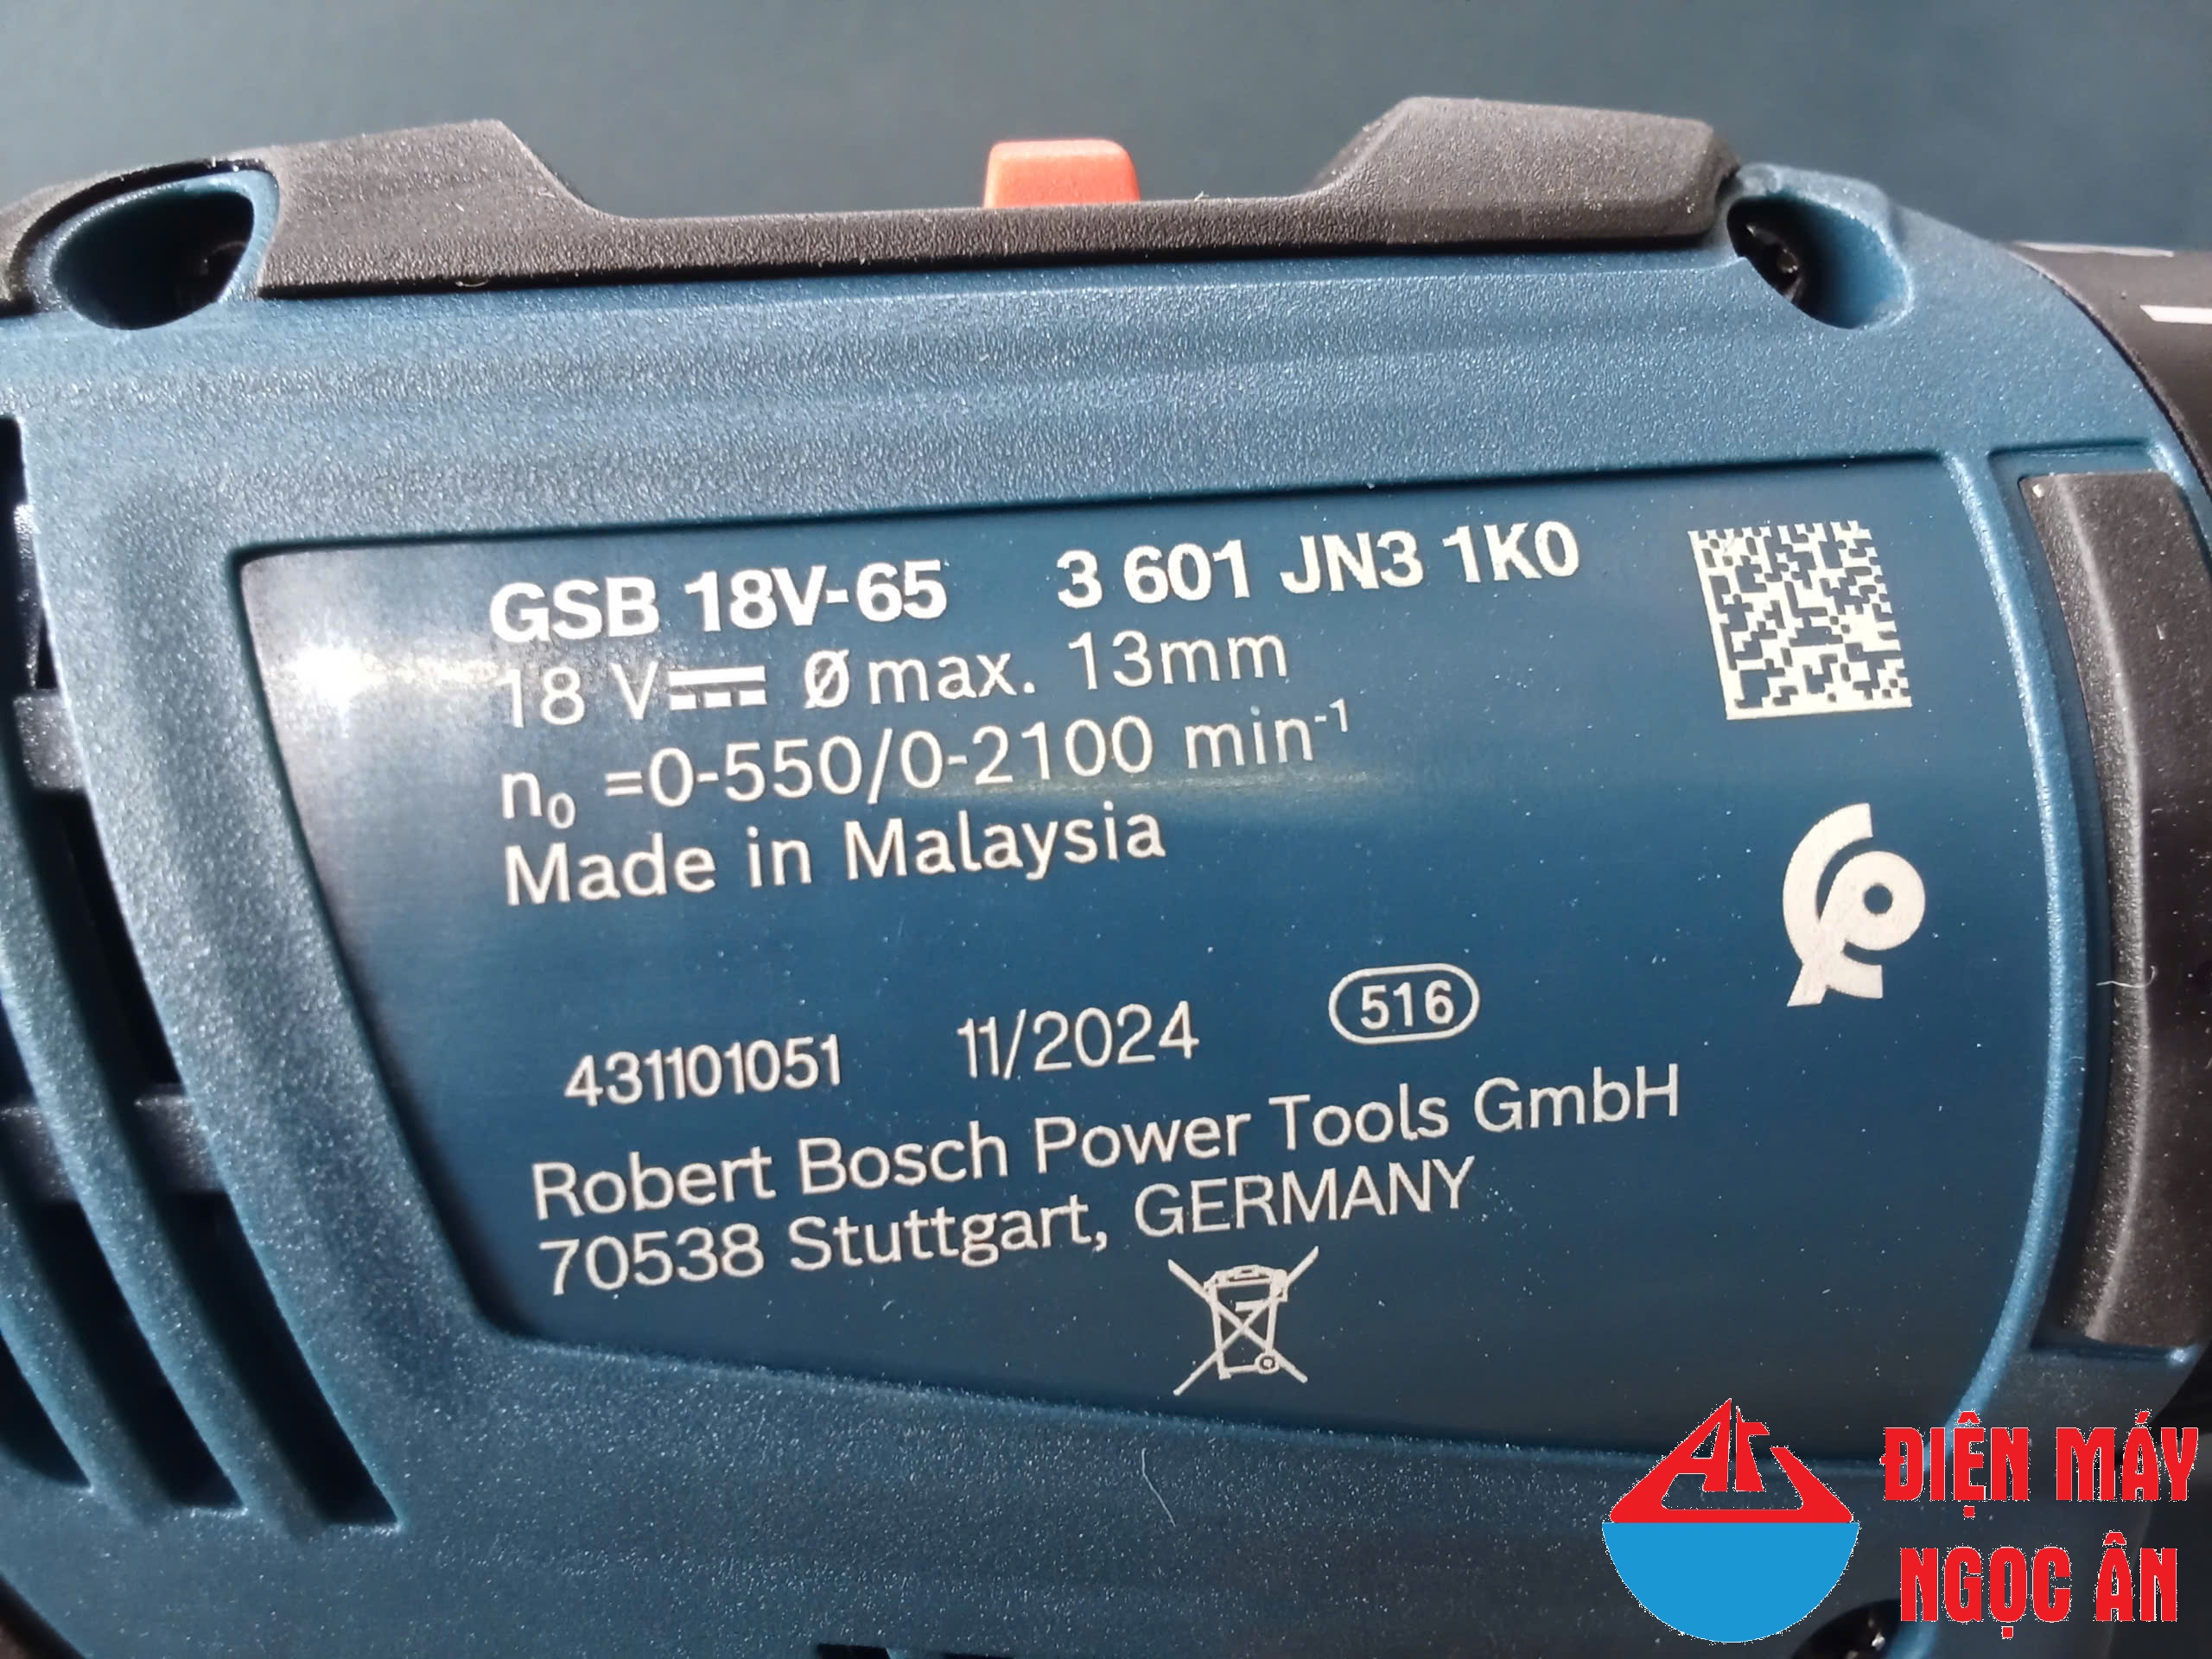 GSB 18V-65 3 601 JN3 1K0
18 V⎓ Ø max. 13mm
n₀ =0-550/0-2100 min⁻¹
Made in Malaysia
431101051 11/2024 516
Robert Bosch Power Tools GmbH
70538 Stuttgart, GERMANY
ĐIỆN MÁY
NGỌC ÂN